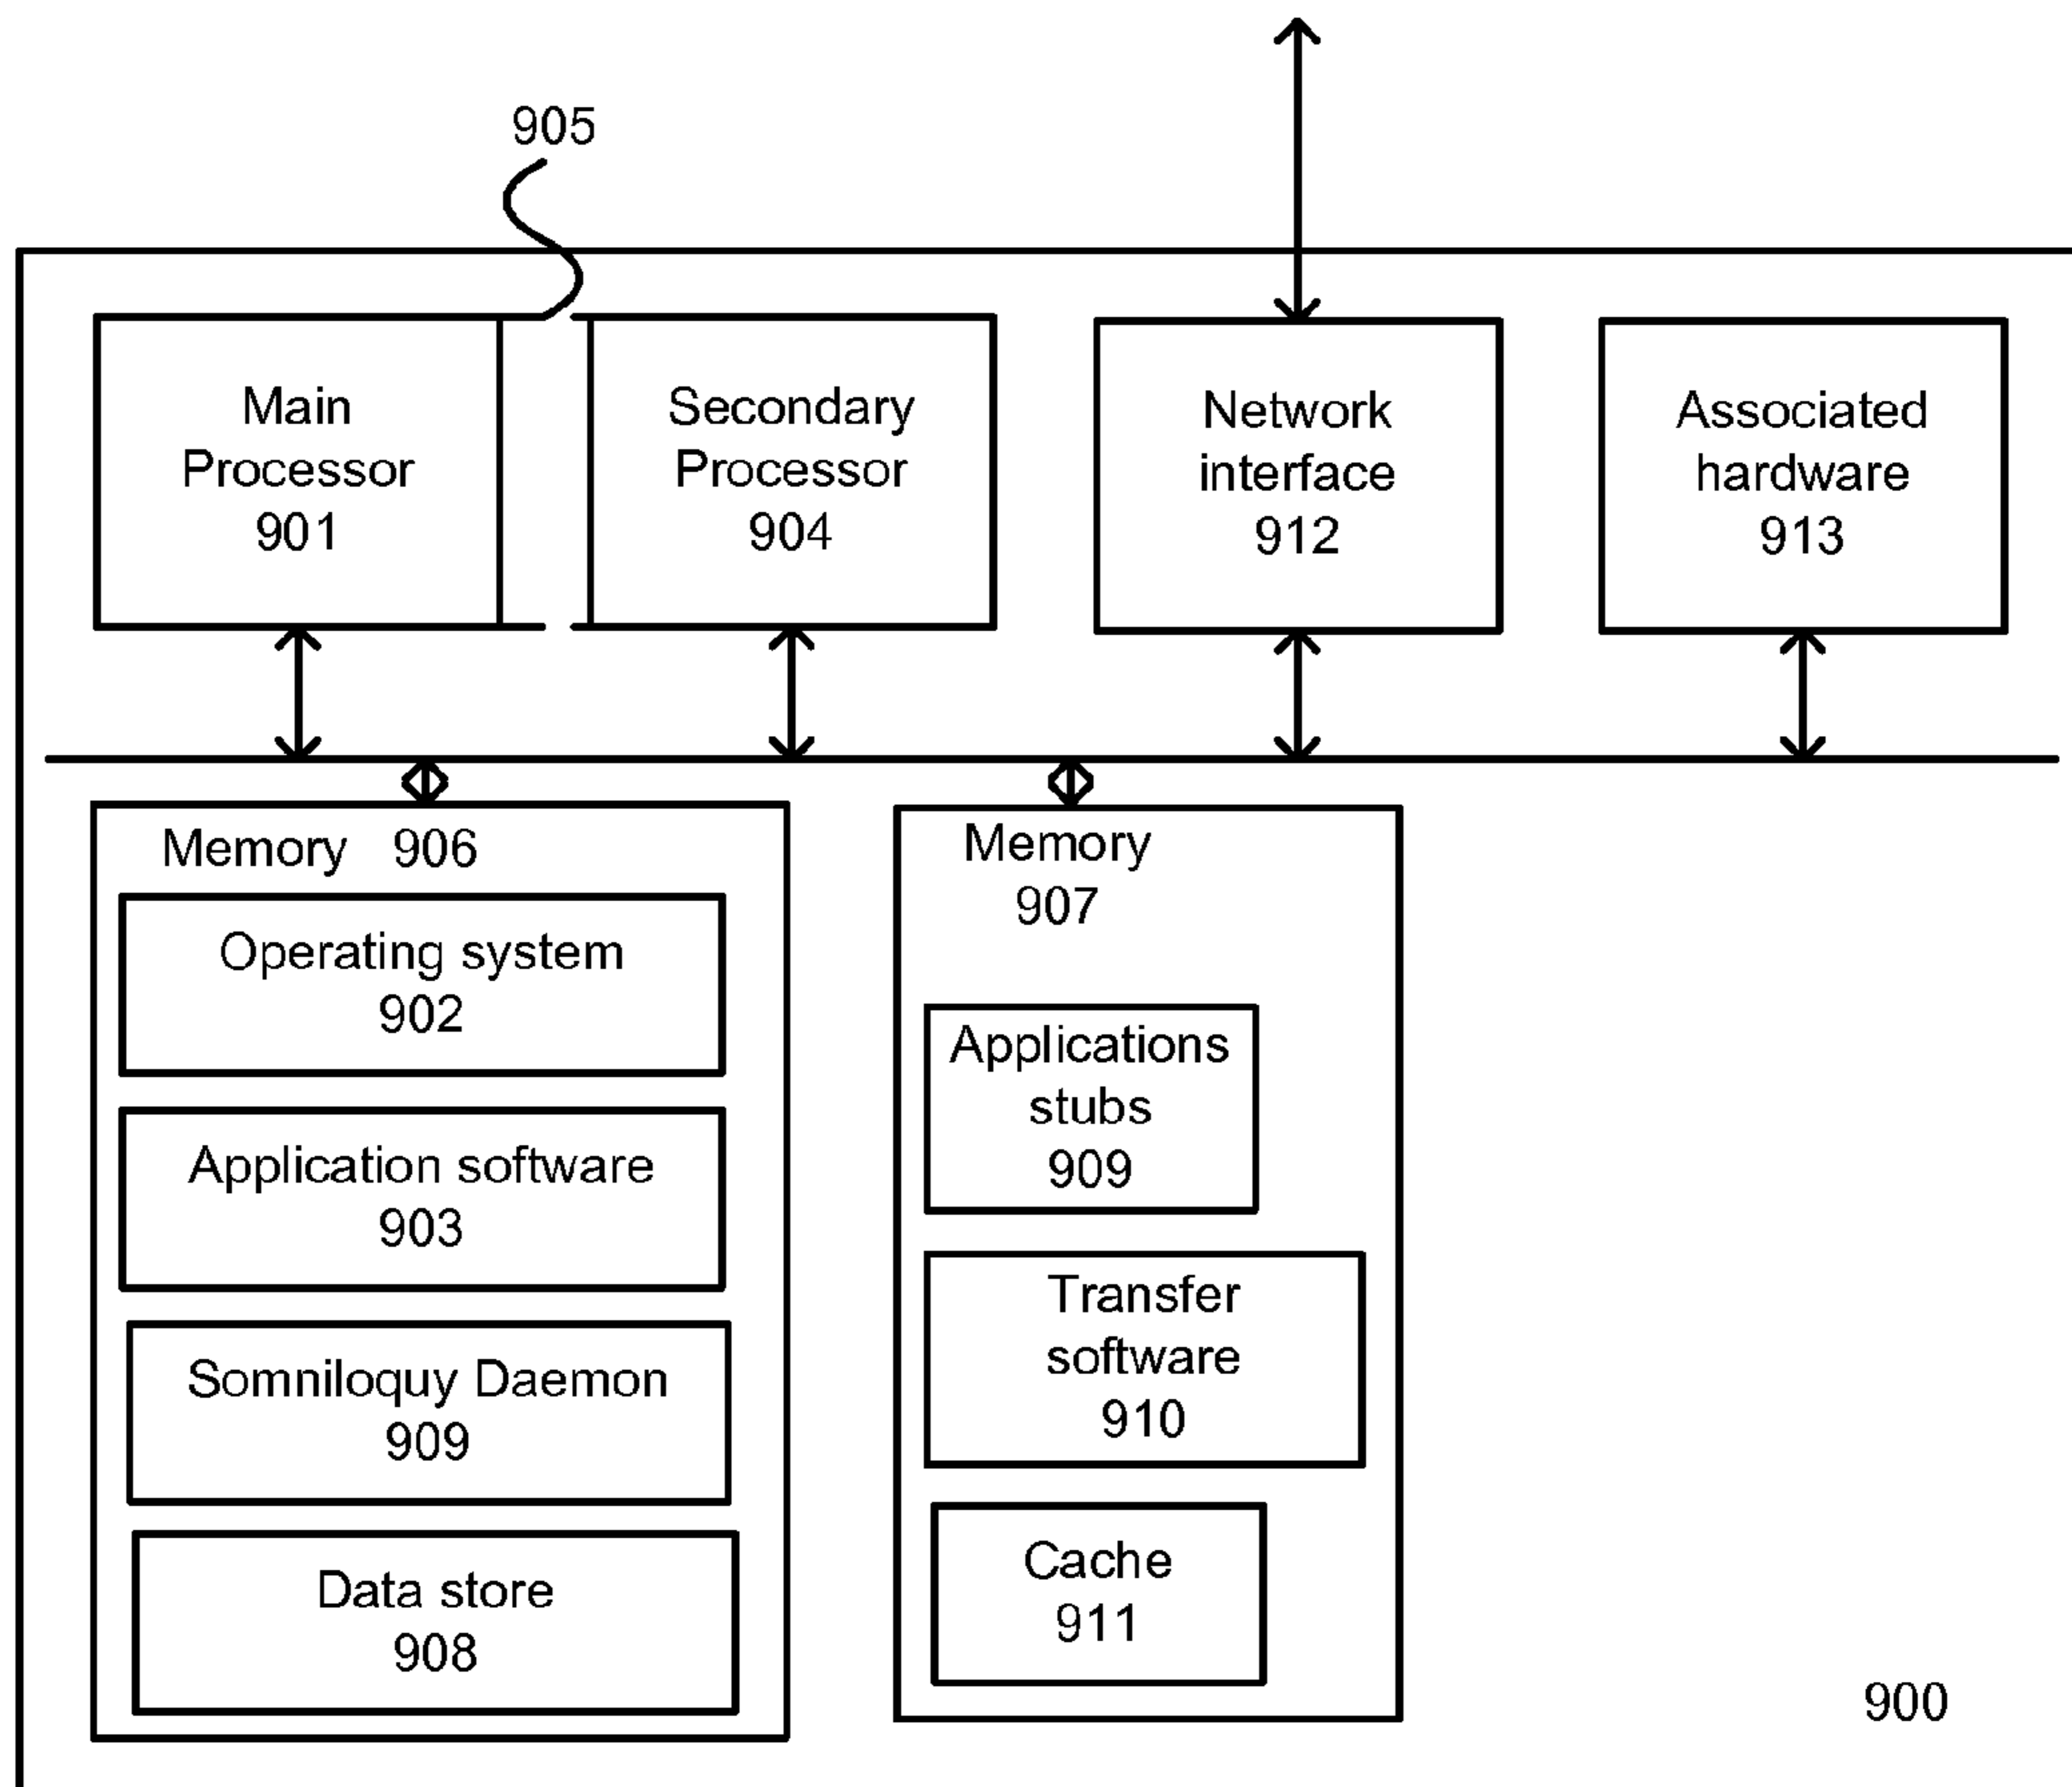 905
Main
Processor
901
Secondary
Processor
904
Network
interface
912
Associated
hardware
913
Memory 906
Operating system
902
Application software
903
Somniloquy Daemon
909
Data store
908
Memory
907
Applications
stubs
909
Transfer
software
910
Cache
911
900